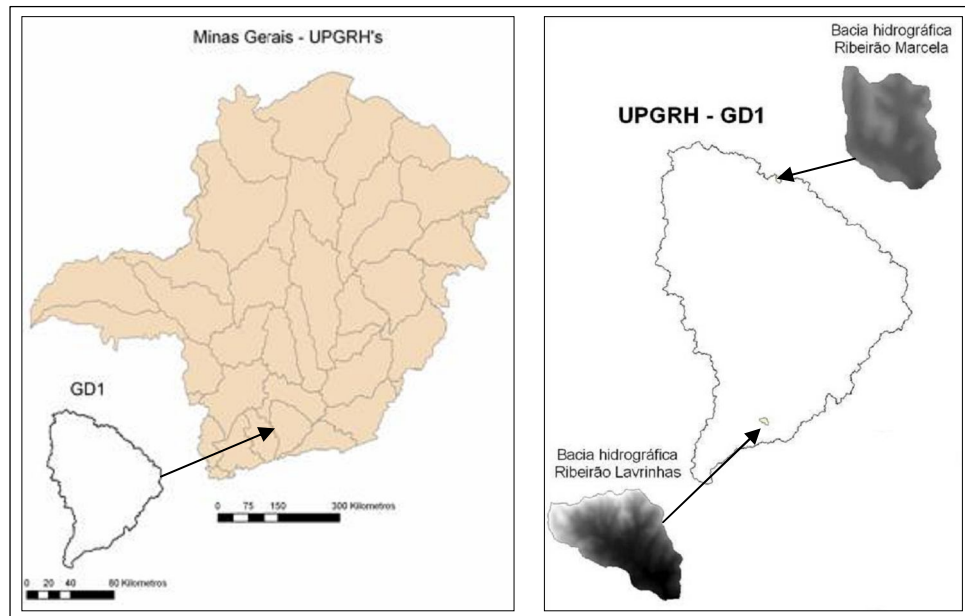 Minas Gerais - UPGRH's
GD1
0 75 150 300 Kilometros
0 20 40 80 Kilometros
Bacia hidrográfica
Ribeirão Marcela
UPGRH - GD1
Bacia hidrográfica
Ribeirão Lavrinhas